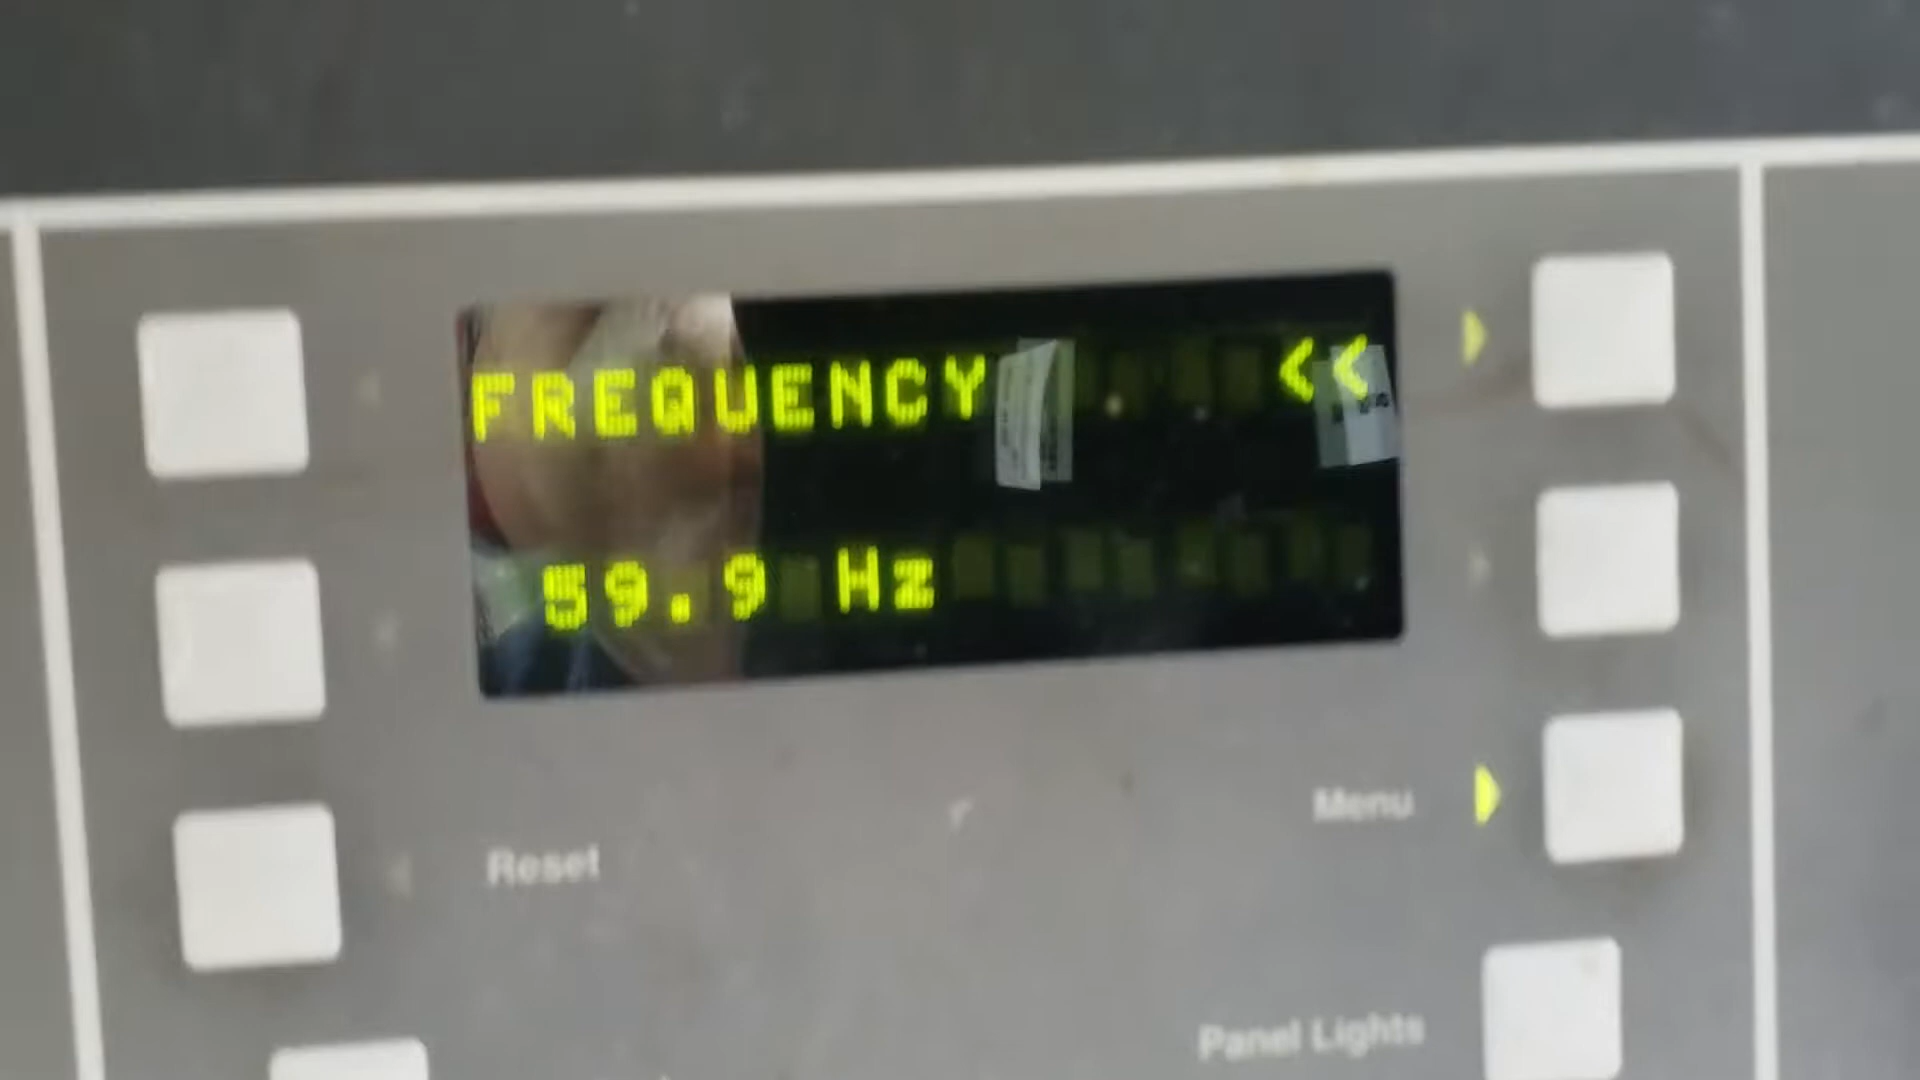 FREQUENCY <<
59.9 Hz
Menu
Reset
Panel Lights